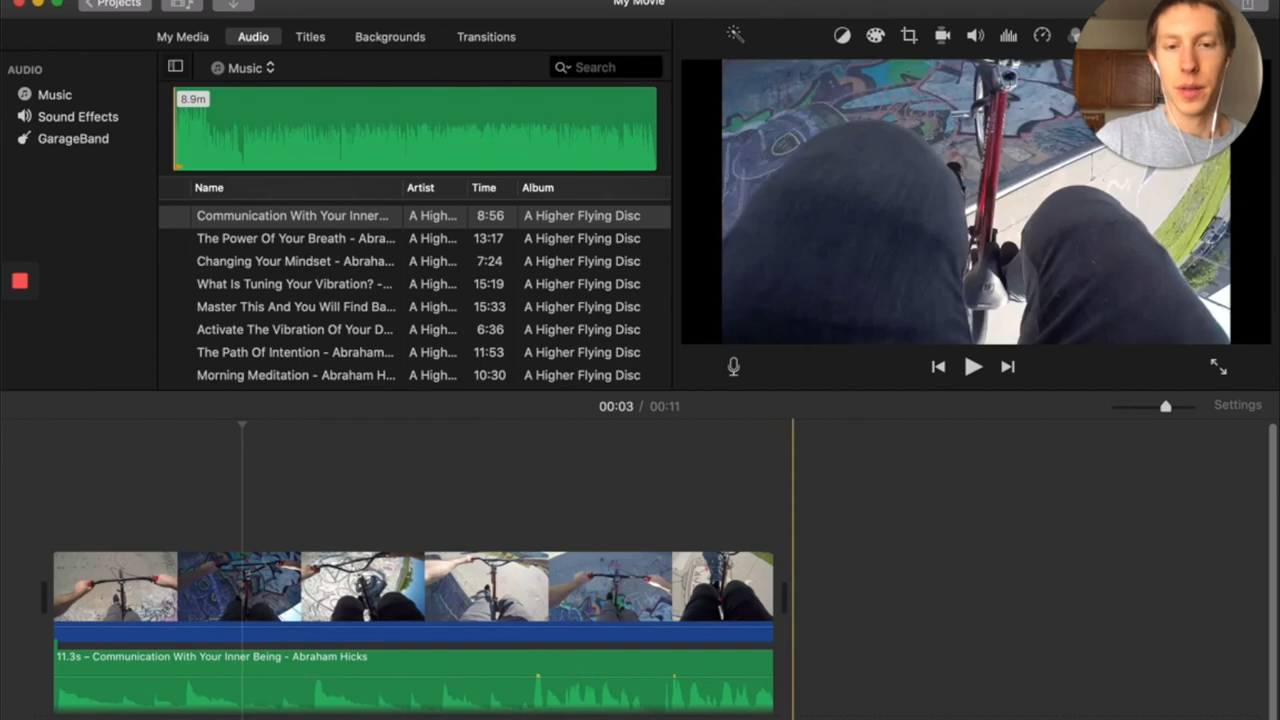 Projects
My Movie
My Media
Audio
Titles
Backgrounds
Transitions
AUDIO
Music
Sound Effects
GarageBand
Music
Search
8.9m
Name Artist Time Album
Communication With Your Inner... A High... 8:56 A Higher Flying Disc
The Power Of Your Breath - Abra... A High... 13:17 A Higher Flying Disc
Changing Your Mindset - Abraha... A High... 7:24 A Higher Flying Disc
What Is Tuning Your Vibration? -... A High... 15:19 A Higher Flying Disc
Master This And You Will Find Ba... A High... 15:33 A Higher Flying Disc
Activate The Vibration Of Your D... A High... 6:36 A Higher Flying Disc
The Path Of Intention - Abraham... A High... 11:53 A Higher Flying Disc
Morning Meditation - Abraham H... A High... 10:30 A Higher Flying Disc
00:03 / 00:11
Settings
11.3s – Communication With Your Inner Being - Abraham Hicks